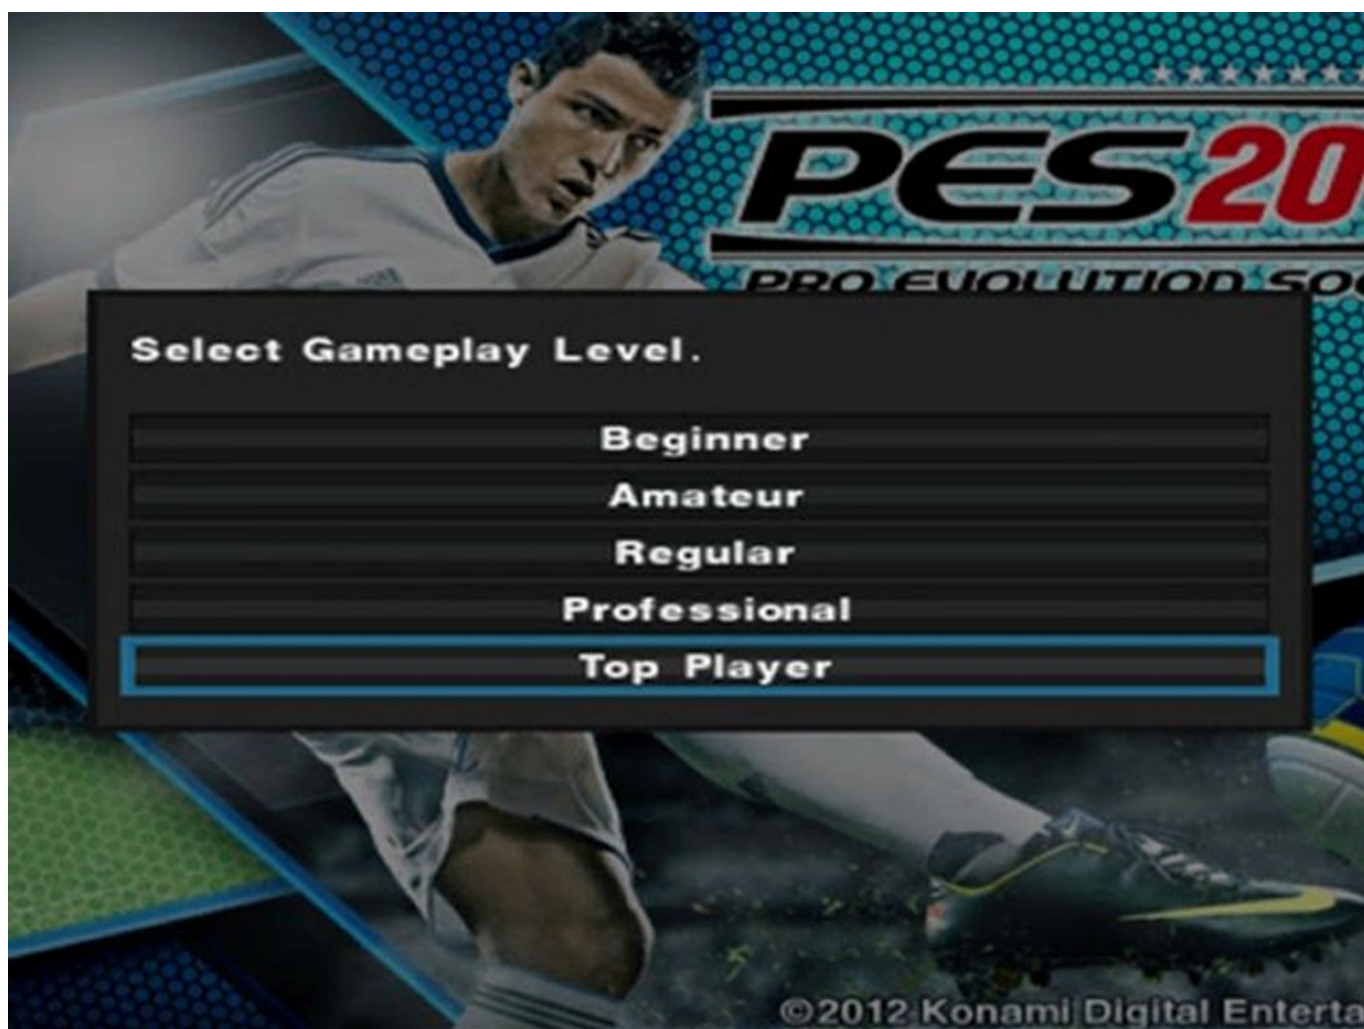 PES20
PRO EVOLUTION SO
Select Gameplay Level.
Beginner
Amateur
Regular
Professional
Top Player
©2012 Konami Digital Enterta